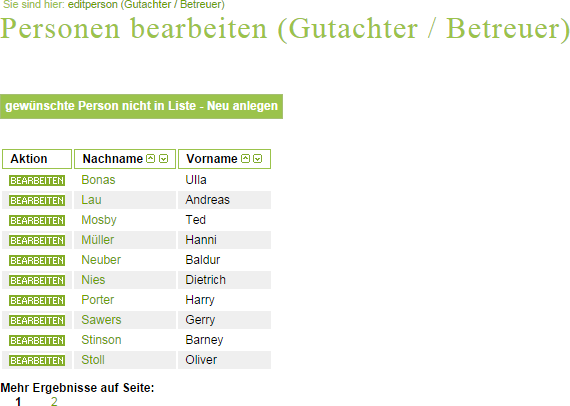 Sie sind hier: editperson (Gutachter / Betreuer)
Personen bearbeiten (Gutachter / Betreuer)
gewünschte Person nicht in Liste - Neu anlegen
Aktion Nachname Vorname
BEARBEITEN Bonas Ulla
BEARBEITEN Lau Andreas
BEARBEITEN Mosby Ted
BEARBEITEN Müller Hanni
BEARBEITEN Neuber Baldur
BEARBEITEN Nies Dietrich
BEARBEITEN Porter Harry
BEARBEITEN Sawers Gerry
BEARBEITEN Stinson Barney
BEARBEITEN Stoll Oliver
Mehr Ergebnisse auf Seite:
1 2